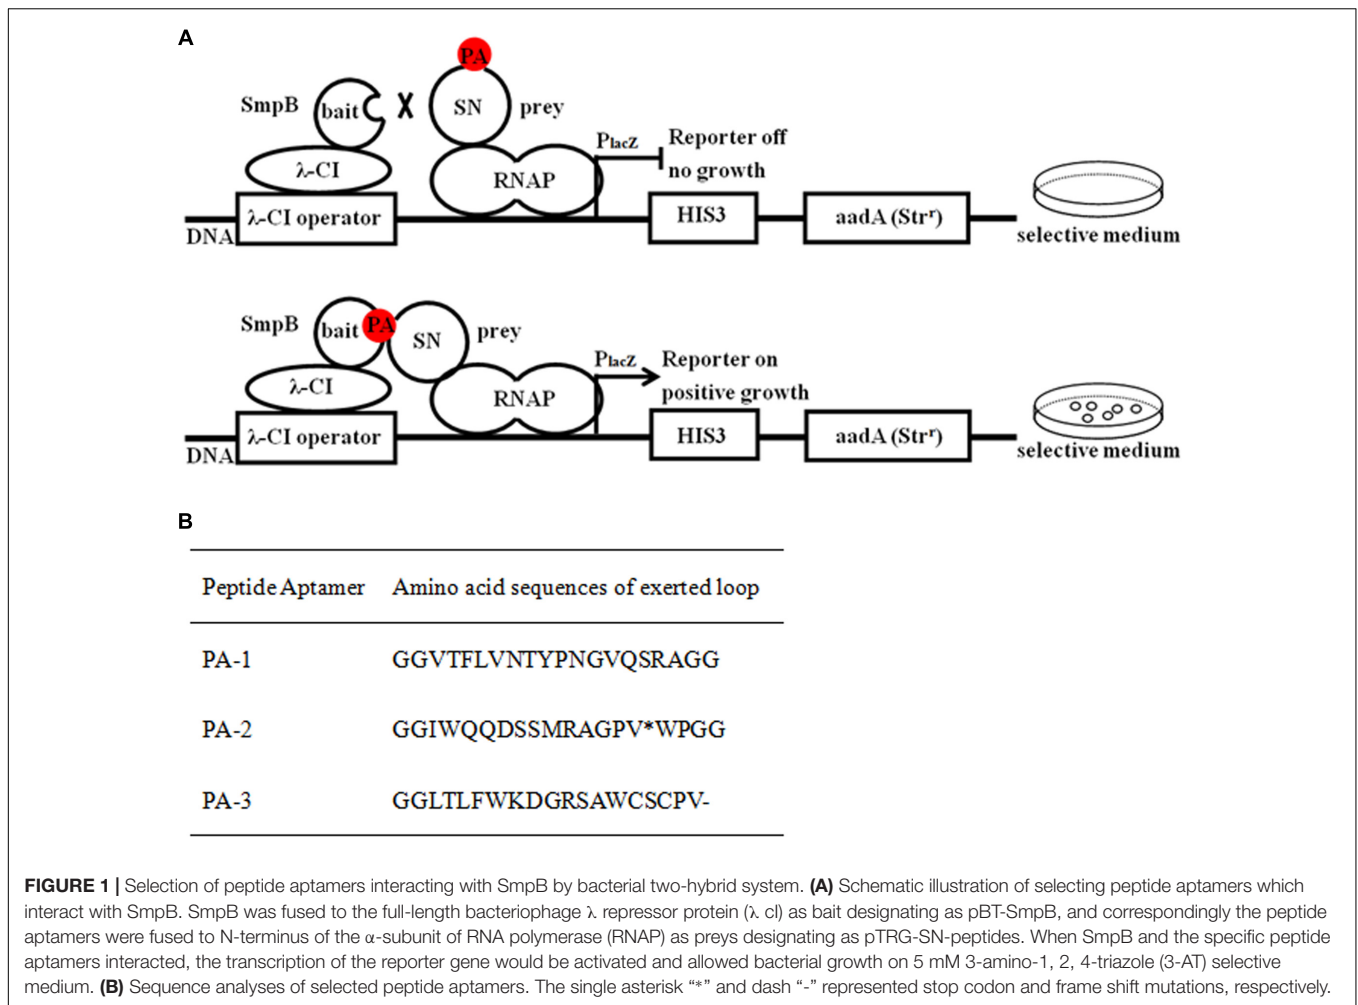 A
PA
SmpB bait X SN prey
PlacZ Reporter off
no growth
λ-CI RNAP
DNA λ-CI operator HIS3 aadA (Strʳ)
selective medium
SmpB bait PA SN prey
PlacZ Reporter on
positive growth
λ-CI RNAP
DNA λ-CI operator HIS3 aadA (Strʳ)
selective medium
B
Peptide Aptamer Amino acid sequences of exerted loop
PA-1 GGVTFLVNTYPNGVQSRAGG
PA-2 GGIWQQDSSMRAGPV*WPGG
PA-3 GGLTLFWKDGRSAWCSCPV-
FIGURE 1 | Selection of peptide aptamers interacting with SmpB by bacterial two-hybrid system. (A) Schematic illustration of selecting peptide aptamers which
interact with SmpB. SmpB was fused to the full-length bacteriophage λ repressor protein (λ cI) as bait designating as pBT-SmpB, and correspondingly the peptide
aptamers were fused to N-terminus of the α-subunit of RNA polymerase (RNAP) as preys designating as pTRG-SN-peptides. When SmpB and the specific peptide
aptamers interacted, the transcription of the reporter gene would be activated and allowed bacterial growth on 5 mM 3-amino-1, 2, 4-triazole (3-AT) selective
medium. (B) Sequence analyses of selected peptide aptamers. The single asterisk “*” and dash “-” represented stop codon and frame shift mutations, respectively.